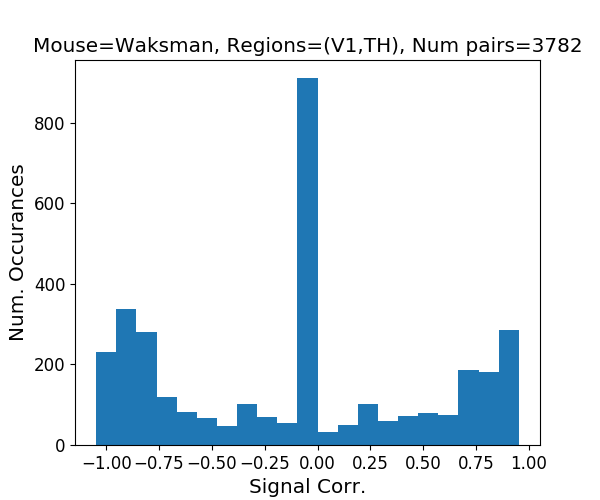 Mouse=Waksman, Regions=(V1,TH), Num pairs=3782
Num. Occurances
800
600
400
200
0
−1.00 −0.75 −0.50 −0.25 0.00 0.25 0.50 0.75 1.00
Signal Corr.